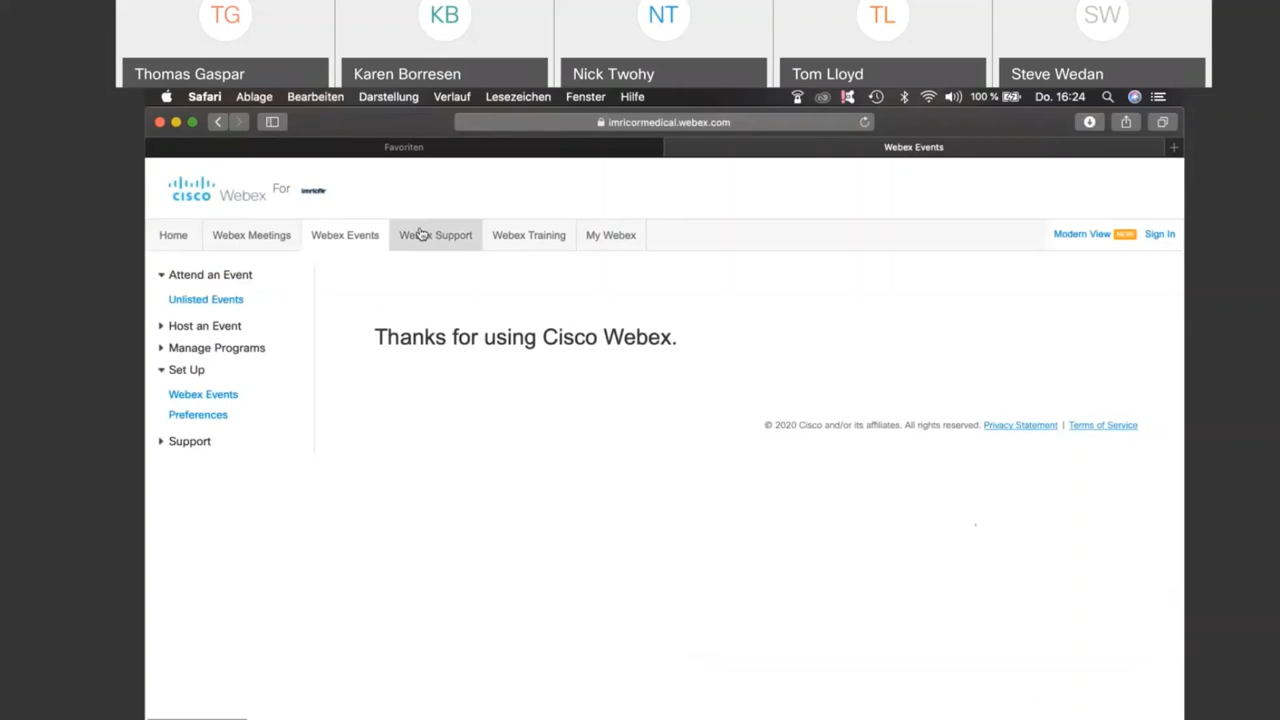 TG KB NT TL SW
Thomas Gaspar Karen Borresen Nick Twohy Tom Lloyd Steve Wedan
Safari Ablage Bearbeiten Darstellung Verlauf Lesezeichen Fenster Hilfe 100 % Do. 16:24
imricormedical.webex.com
Favoriten Webex Events
CISCO Webex For imricor
Home Webex Meetings Webex Events Webex Support Webex Training My Webex Modern View NEW Sign In
Attend an Event
Unlisted Events
Host an Event
Manage Programs
Set Up
Webex Events
Preferences
Support
Thanks for using Cisco Webex.
© 2020 Cisco and/or its affiliates. All rights reserved. Privacy Statement | Terms of Service